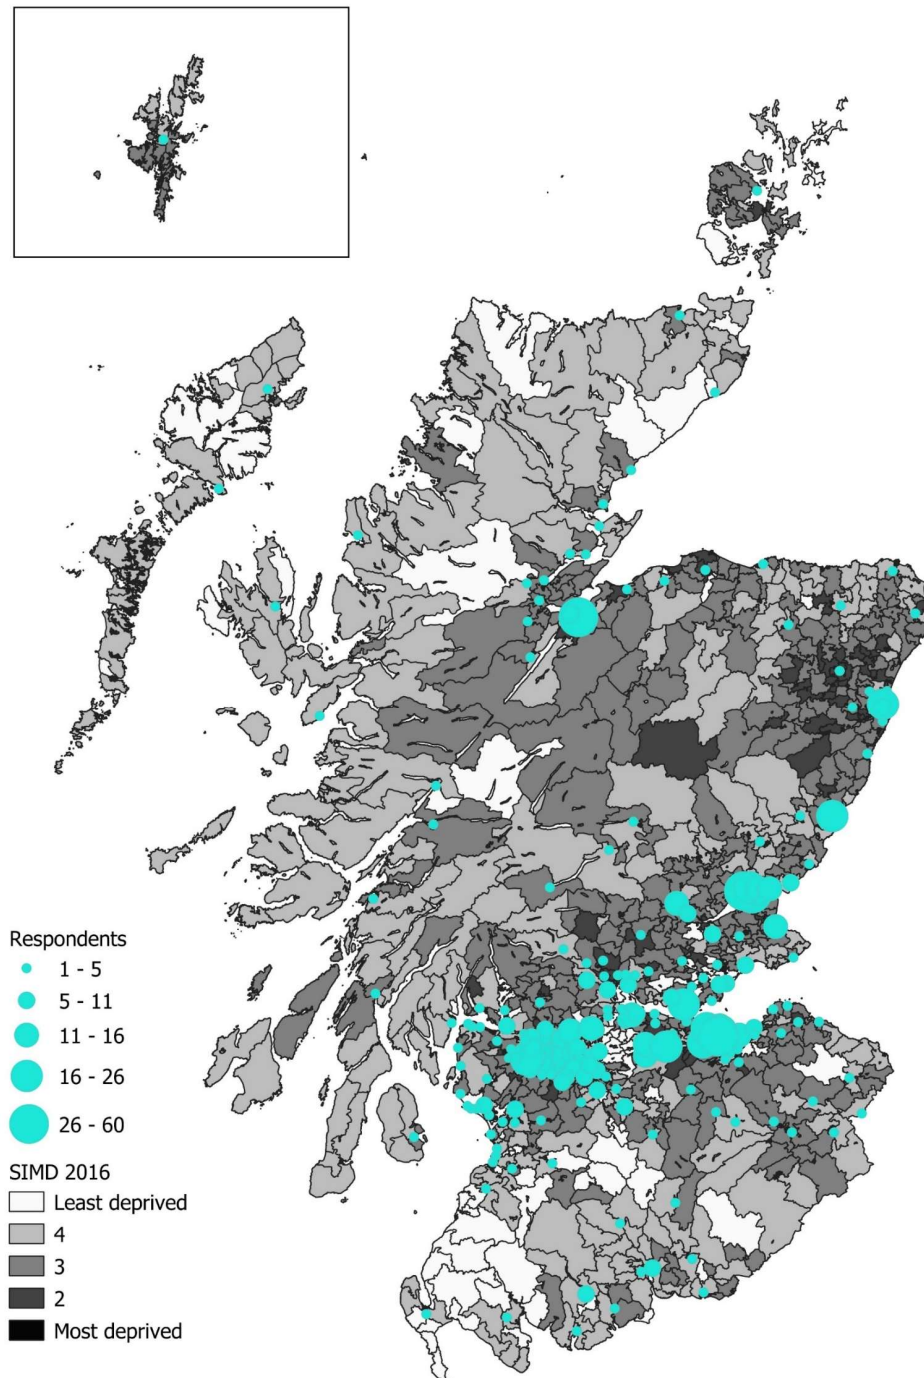 Respondents
1 - 5
5 - 11
11 - 16
16 - 26
26 - 60
SIMD 2016
Least deprived
4
3
2
Most deprived